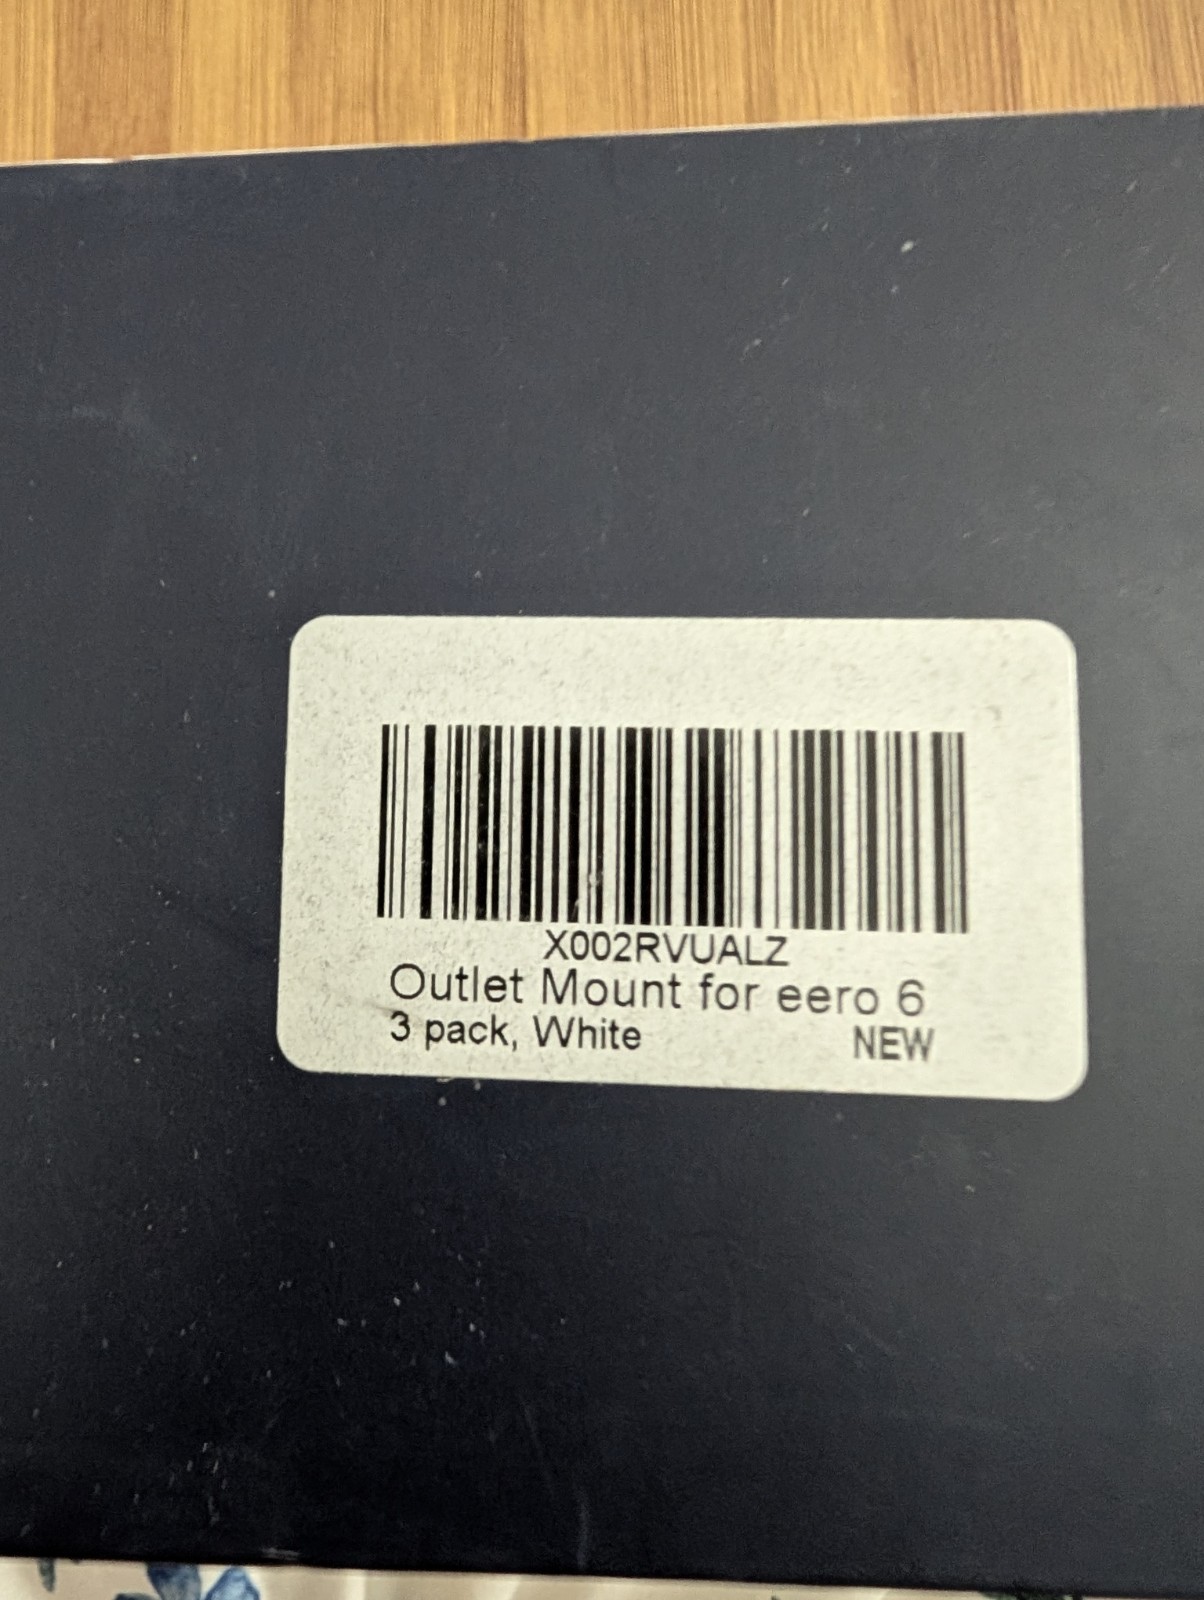 X002RVUALZ
Outlet Mount for eero 6
3 pack, White NEW